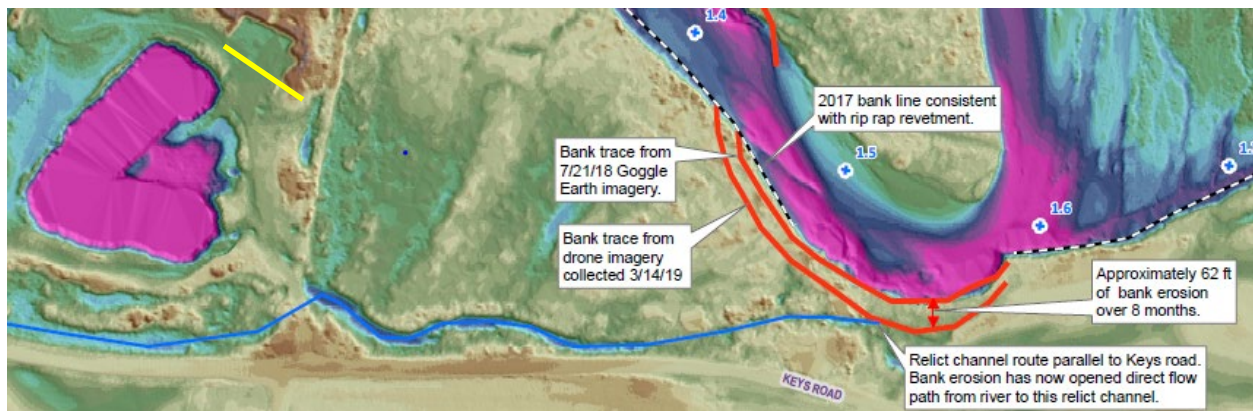 1.4
2017 bank line consistent
with rip rap revetment.
Bank trace from
7/21/18 Goggle
Earth imagery.
1.5
1.7
Bank trace from
drone imagery
collected 3/14/19
1.6
Approximately 62 ft
of bank erosion
over 8 months.
Relict channel route parallel to Keys road.
Bank erosion has now opened direct flow
path from river to this relict channel.
KEYS ROAD